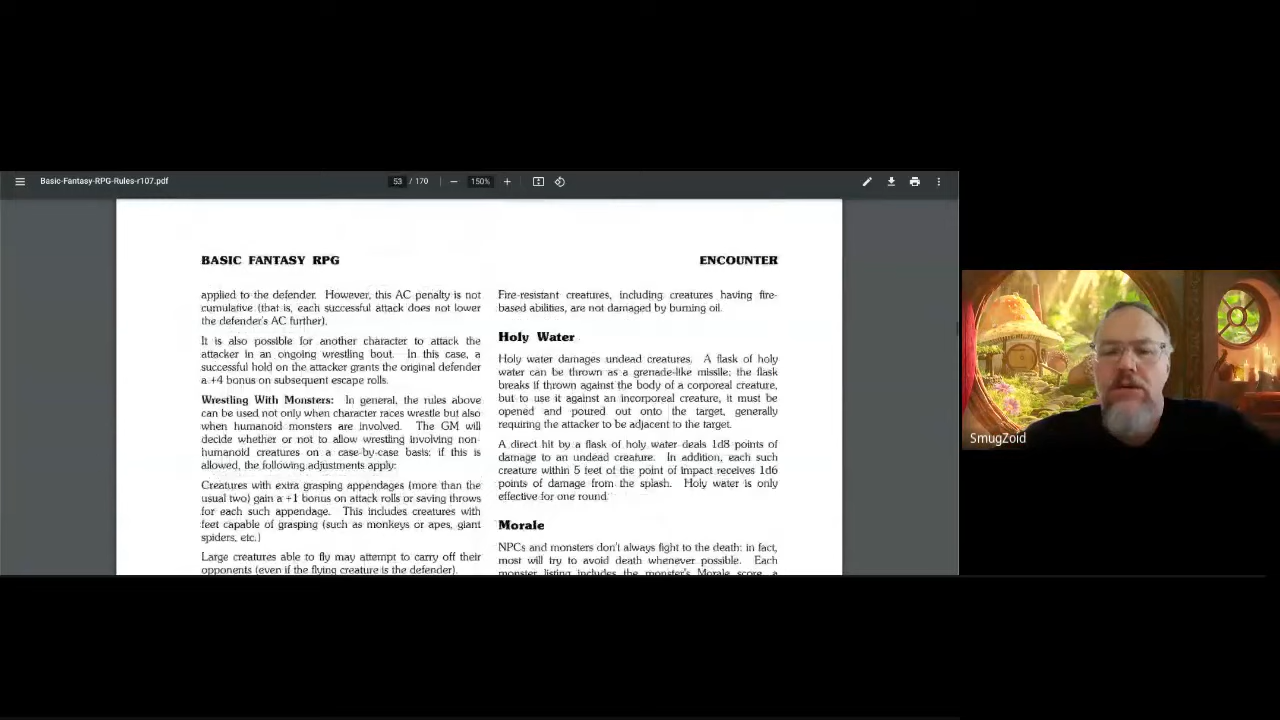 Basic-Fantasy-RPG-Rules-r107.pdf
53 / 170
150%
BASIC FANTASY RPG
ENCOUNTER
applied to the defender. However, this AC penalty is not
cumulative (that is, each successful attack does not lower
the defender's AC further).
It is also possible for another character to attack the
attacker in an ongoing wrestling bout. In this case, a
successful hold on the attacker grants the original defender
a +4 bonus on subsequent escape rolls.
Wrestling With Monsters: In general, the rules above
can be used not only when character races wrestle but also
when humanoid monsters are involved. The GM will
decide whether or not to allow wrestling involving non-
humanoid creatures on a case-by-case basis; if this is
allowed, the following adjustments apply:
Creatures with extra grasping appendages (more than the
usual two) gain a +1 bonus on attack rolls or saving throws
for each such appendage. This includes creatures with
feet capable of grasping (such as monkeys or apes, giant
spiders, etc.)
Large creatures able to fly may attempt to carry off their
opponents (even if the flying creature is the defender).
Fire-resistant creatures, including creatures having fire-
based abilities, are not damaged by burning oil.
Holy Water
Holy water damages undead creatures. A flask of holy
water can be thrown as a grenade-like missile; the flask
breaks if thrown against the body of a corporeal creature,
but to use it against an incorporeal creature, it must be
opened and poured out onto the target, generally
requiring the attacker to be adjacent to the target.
A direct hit by a flask of holy water deals 1d8 points of
damage to an undead creature. In addition, each such
creature within 5 feet of the point of impact receives 1d6
points of damage from the splash. Holy water is only
effective for one round.
Morale
NPCs and monsters don't always fight to the death; in fact,
most will try to avoid death whenever possible. Each
monster listing includes the monster's Morale score, a
SmugZoid